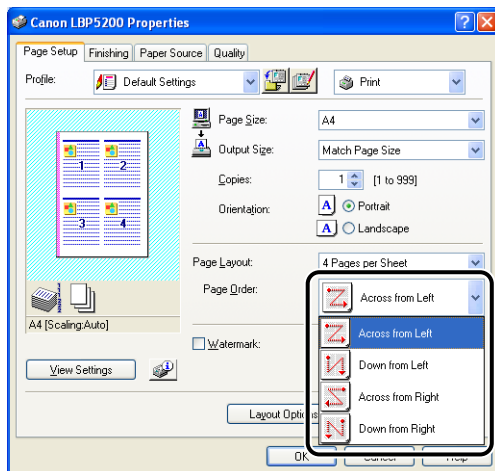 Canon LBP5200 Properties
Page Setup Finishing Paper Source Quality
Profile: Default Settings Print
Page Size: A4
Output Size: Match Page Size
Copies: 1 [1 to 999]
Orientation: A Portrait
A Landscape
1 2
3 4
Page Layout: 4 Pages per Sheet
Page Order: Across from Left
A4 [Scaling:Auto]
Across from Left
Watermark:
Down from Left
View Settings
Across from Right
Layout Options
Down from Right
OK Cancel Help